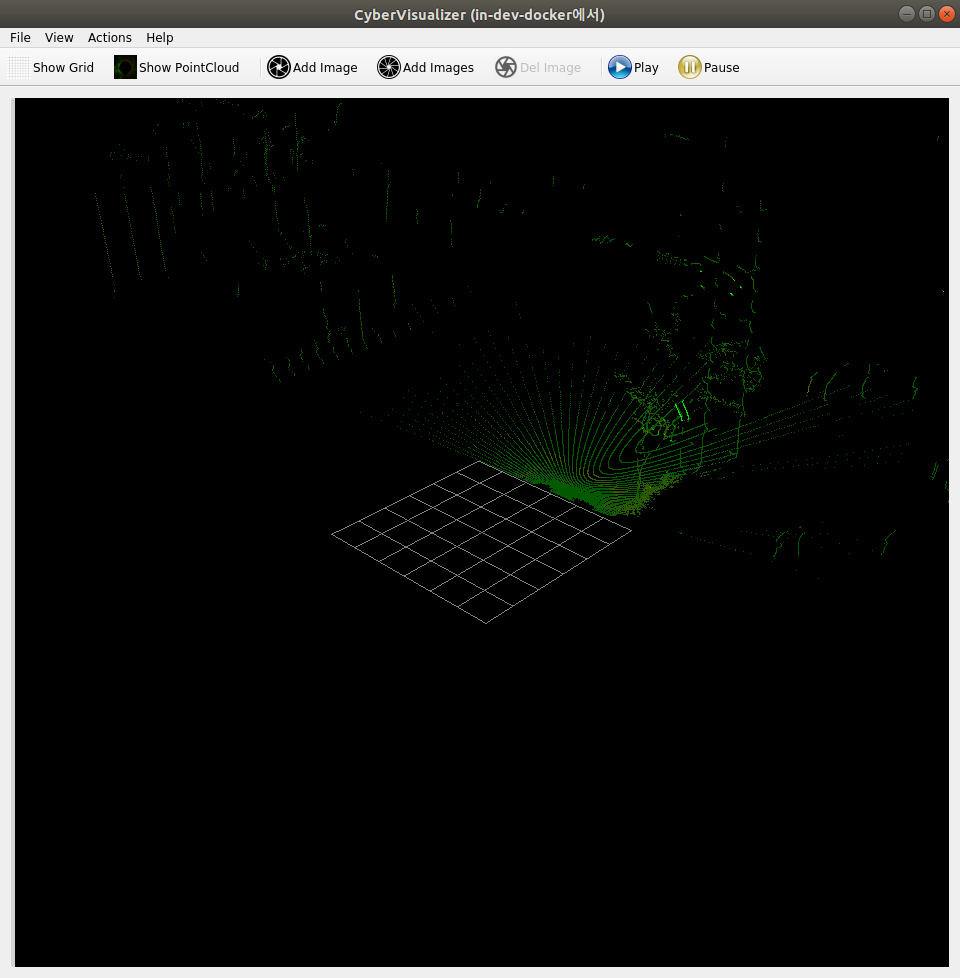 CyberVisualizer (in-dev-docker에서)
File View Actions Help
Show Grid Show PointCloud Add Image Add Images Del Image Play Pause